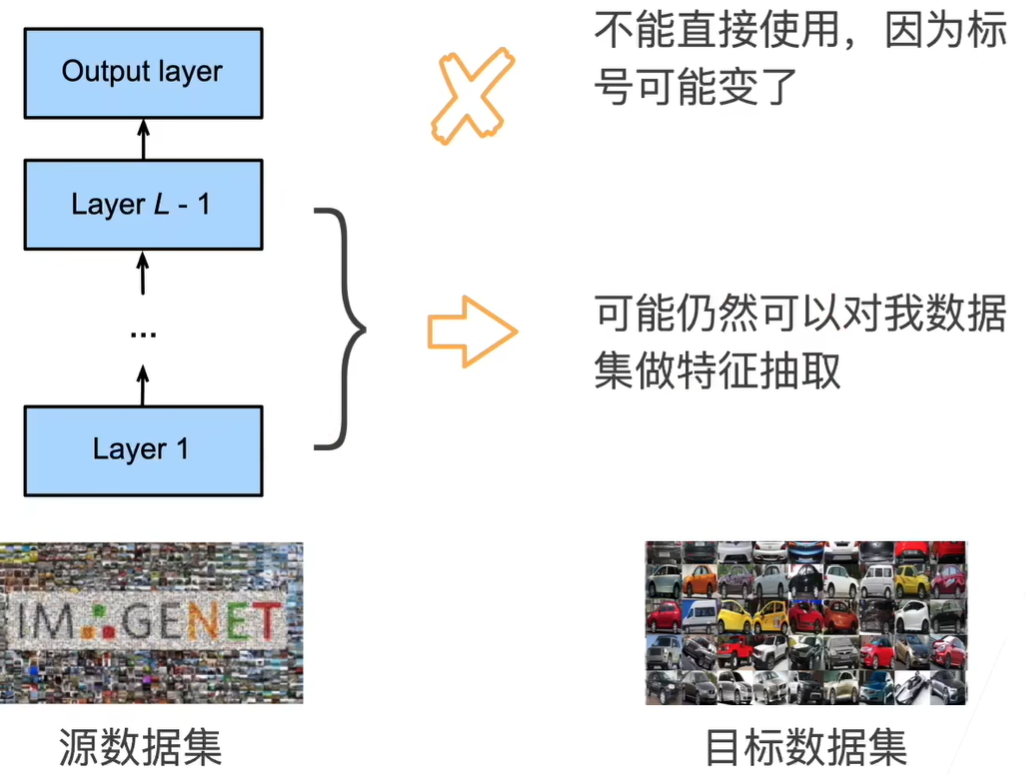 Output layer
不能直接使用，因为标
号可能变了
Layer L - 1
...
可能仍然可以对我数据
集做特征抽取
Layer 1
IMAGENET
源数据集
目标数据集